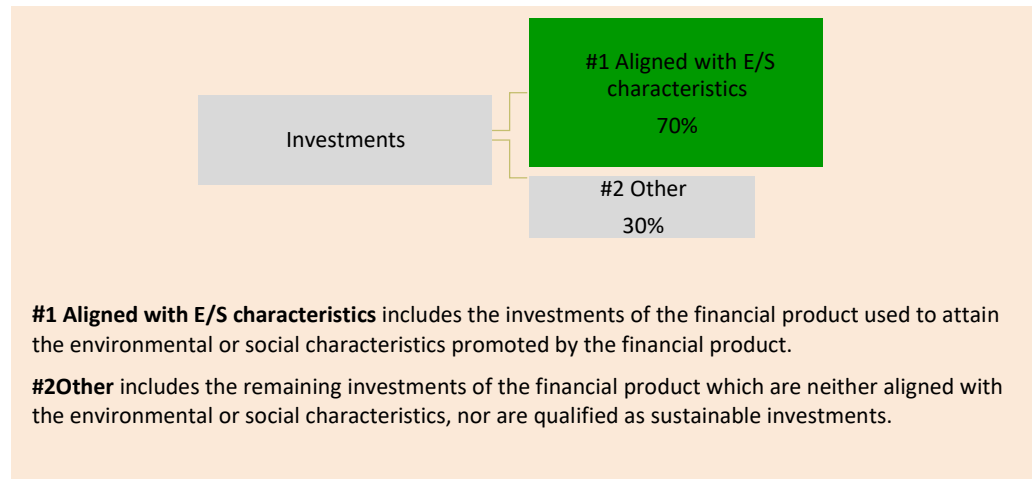 #1 Aligned with E/S
characteristics
70%
Investments
#2 Other
30%
#1 Aligned with E/S characteristics includes the investments of the financial product used to attain
the environmental or social characteristics promoted by the financial product.
#2Other includes the remaining investments of the financial product which are neither aligned with
the environmental or social characteristics, nor are qualified as sustainable investments.